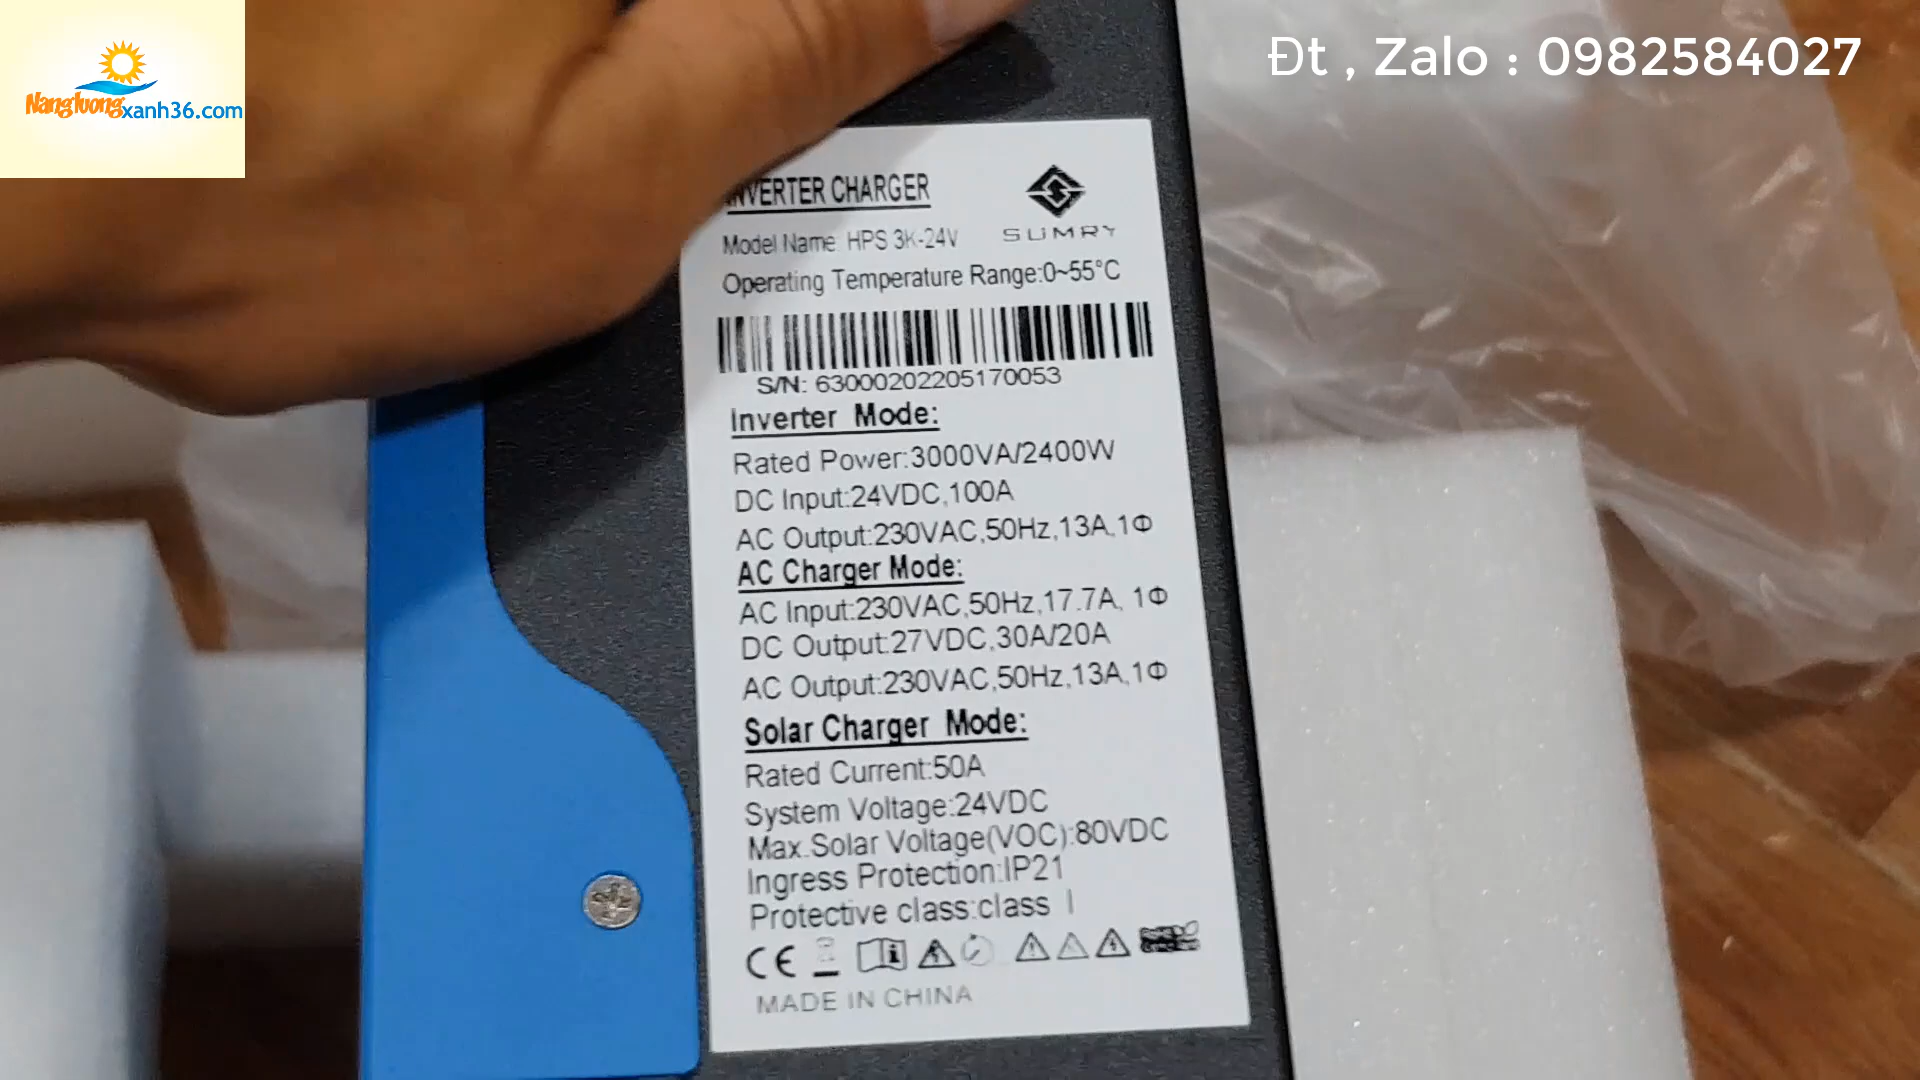 Nangluongxanh36.com
Đt , Zalo : 0982584027
INVERTER CHARGER
SUMRY
Model Name: HPS 3K-24V
Operating Temperature Range:0~55°C
S/N: 63000202205170053
Inverter Mode:
Rated Power:3000VA/2400W
DC Input:24VDC,100A
AC Output:230VAC,50Hz,13A,1Φ
AC Charger Mode:
AC Input:230VAC,50Hz,17.7A, 1Φ
DC Output:27VDC,30A/20A
AC Output:230VAC,50Hz,13A,1Φ
Solar Charger Mode:
Rated Current:50A
System Voltage:24VDC
Max.Solar Voltage(VOC):80VDC
Ingress Protection:IP21
Protective class:class I
CE
MADE IN CHINA